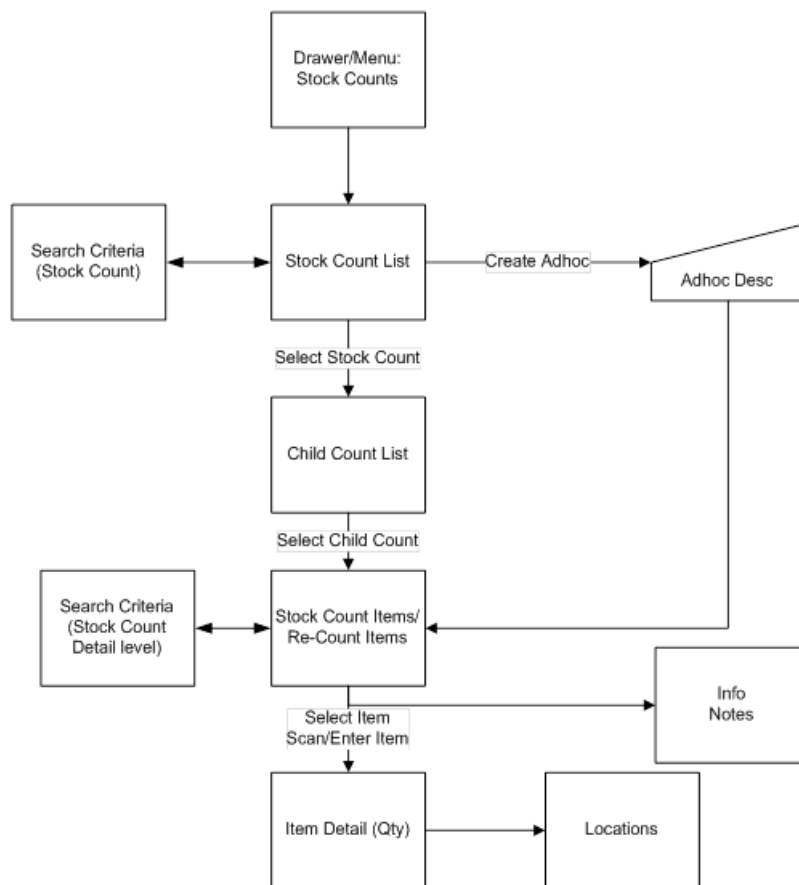 Drawer/Menu:
Stock Counts
Search Criteria
(Stock Count)
Stock Count List
Create Adhoc
Adhoc Desc
Select Stock Count
Child Count List
Select Child Count
Search Criteria
(Stock Count
Detail level)
Stock Count Items/
Re-Count Items
Info
Notes
Select Item
Scan/Enter Item
Item Detail (Qty)
Locations